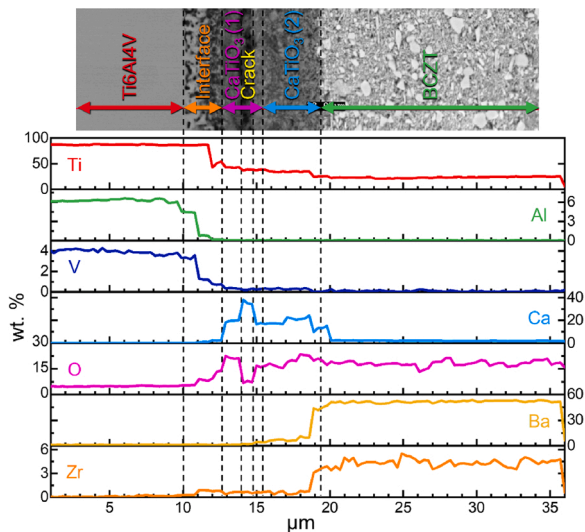 Ti6Al4V
Interface
CaTiO₃ (1)
Crack
CaTiO₃ (2)
BCZT
100
50
0
Ti
6
3
0
Al
4
2
0
V
40
20
0
Ca
30
15
0
O
60
30
0
Ba
6
3
0
Zr
wt. %
0 5 10 15 20 25 30 35
µm